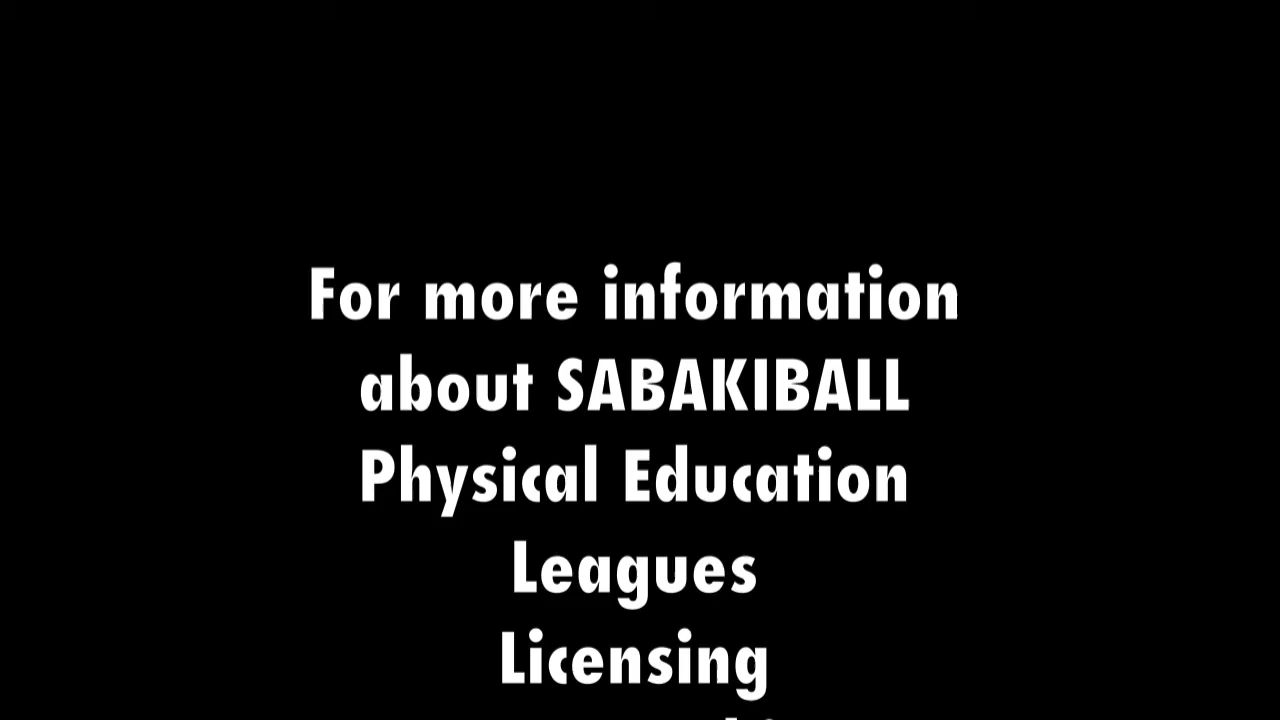 For more information
about SABAKIBALL
Physical Education
Leagues
Licensing